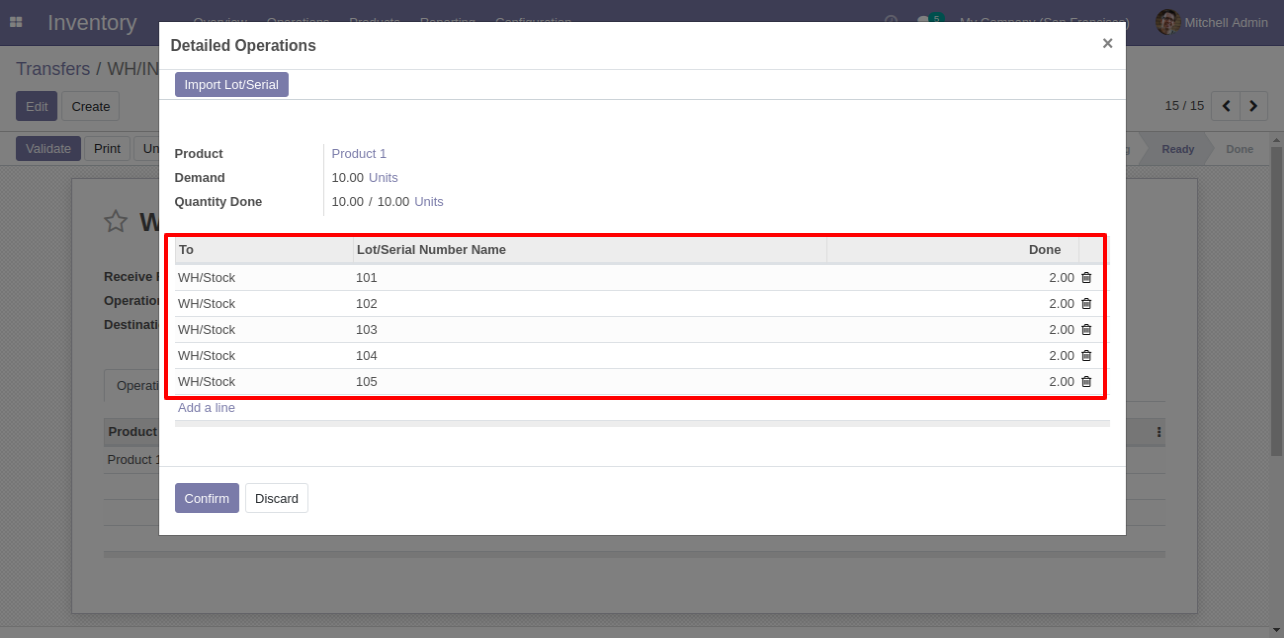 Inventory Overview Operations Products Reporting Configuration 5 My Company (San Francisco) Mitchell Admin
Detailed Operations ×
Transfers / WH/IN
Import Lot/Serial
Edit Create 15 / 15
Validate Print Ready Done
Product Product 1
Demand 10.00 Units
Quantity Done 10.00 / 10.00 Units
To Lot/Serial Number Name Done
Receive
WH/Stock 101 2.00
WH/Stock 102 2.00
WH/Stock 103 2.00
WH/Stock 104 2.00
WH/Stock 105 2.00
Add a line
Product
Product 1
Confirm Discard